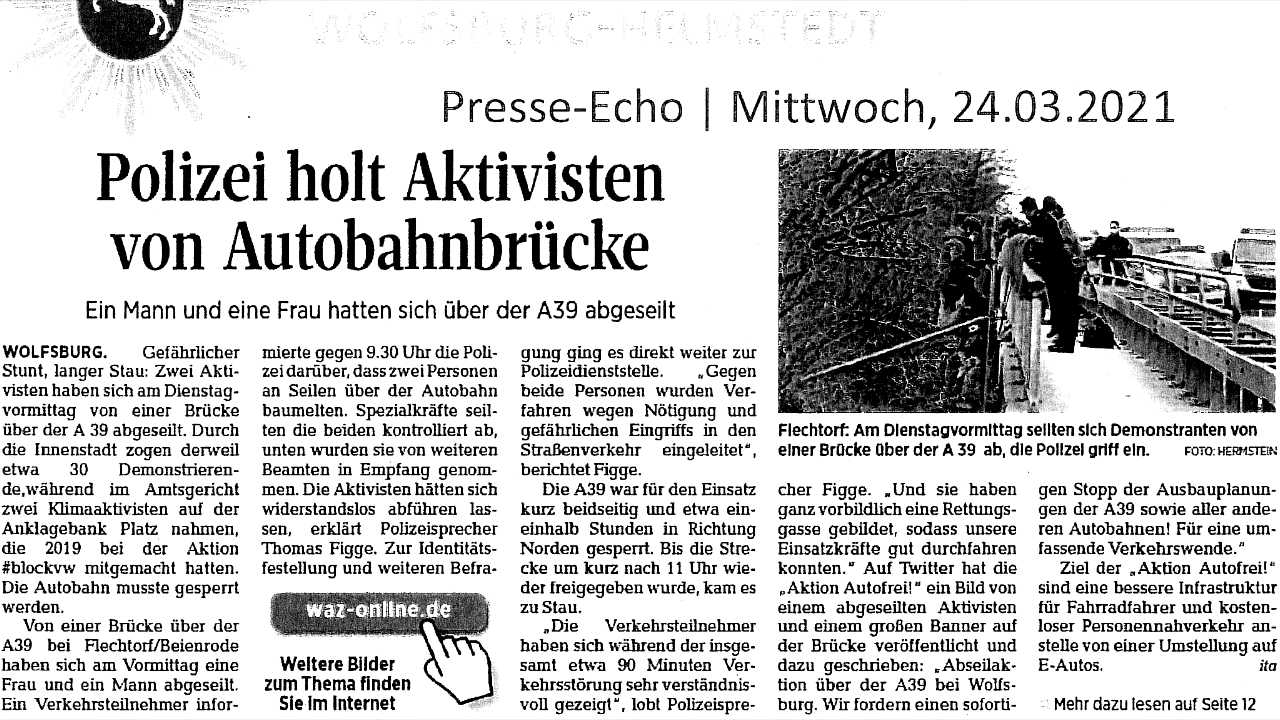 WOLFSBURG-HELMSTEDT
Presse-Echo | Mittwoch, 24.03.2021
Polizei holt Aktivisten
von Autobahnbrücke
Ein Mann und eine Frau hatten sich über der A39 abgeseilt
WOLFSBURG. Gefährlicher
Stunt, langer Stau: Zwei Akti-
visten haben sich am Dienstag-
vormittag von einer Brücke
über der A 39 abgeseilt. Durch
die Innenstadt zogen derweil
etwa 30 Demonstrieren-
de,während im Amtsgericht
zwei Klimaaktivisten auf der
Anklagebank Platz nahmen,
die 2019 bei der Aktion
#blockvw mitgemacht hatten.
Die Autobahn musste gesperrt
werden.
Von einer Brücke über der
A39 bei Flechtorf/Beienrode
haben sich am Vormittag eine
Frau und ein Mann abgeseilt.
Ein Verkehrsteilnehmer infor-
mierte gegen 9.30 Uhr die Poli-
zei darüber, dass zwei Personen
an Seilen über der Autobahn
baumelten. Spezialkräfte seil-
ten die beiden kontrolliert ab,
unten wurden sie von weiteren
Beamten in Empfang genom-
men. Die Aktivisten hätten sich
widerstandslos abführen las-
sen, erklärt Polizeisprecher
Thomas Figge. Zur Identitäts-
festellung und weiteren Befra-
waz-online.de
Weitere Bilder
zum Thema finden
Sie im Internet
gung ging es direkt weiter zur
Polizeidienststelle. „Gegen
beide Personen wurden Ver-
fahren wegen Nötigung und
gefährlichen Eingriffs in den
Straßenverkehr eingeleitet“,
berichtet Figge.
Die A39 war für den Einsatz
kurz beidseitig und etwa ein-
einhalb Stunden in Richtung
Norden gesperrt. Bis die Stre-
cke um kurz nach 11 Uhr wie-
der freigegeben wurde, kam es
zu Stau.
„Die Verkehrsteilnehmer
haben sich während der insge-
samt etwa 90 Minuten Ver-
kehrsstörung sehr verständnis-
voll gezeigt“, lobt Polizeispre-
Flechtorf: Am Dienstagvormittag seilten sich Demonstranten von
einer Brücke über der A 39 ab, die Polizei griff ein. FOTO: HERMSTEIN
cher Figge. „Und sie haben
ganz vorbildlich eine Rettungs-
gasse gebildet, sodass unsere
Einsatzkräfte gut durchfahren
konnten.“ Auf Twitter hat die
„Aktion Autofrei!“ ein Bild von
einem abgeseilten Aktivisten
und einem großen Banner auf
der Brücke veröffentlicht und
dazu geschrieben: „Abseilak-
tion über der A39 bei Wolfs-
burg. Wir fordern einen soforti-
gen Stopp der Ausbauplanun-
gen der A39 sowie aller ande-
ren Autobahnen! Für eine um-
fassende Verkehrswende.“
Ziel der „Aktion Autofrei!“
sind eine bessere Infrastruktur
für Fahrradfahrer und kosten-
loser Personennahverkehr an-
stelle von einer Umstellung auf
E-Autos. ita
Mehr dazu lesen auf Seite 12